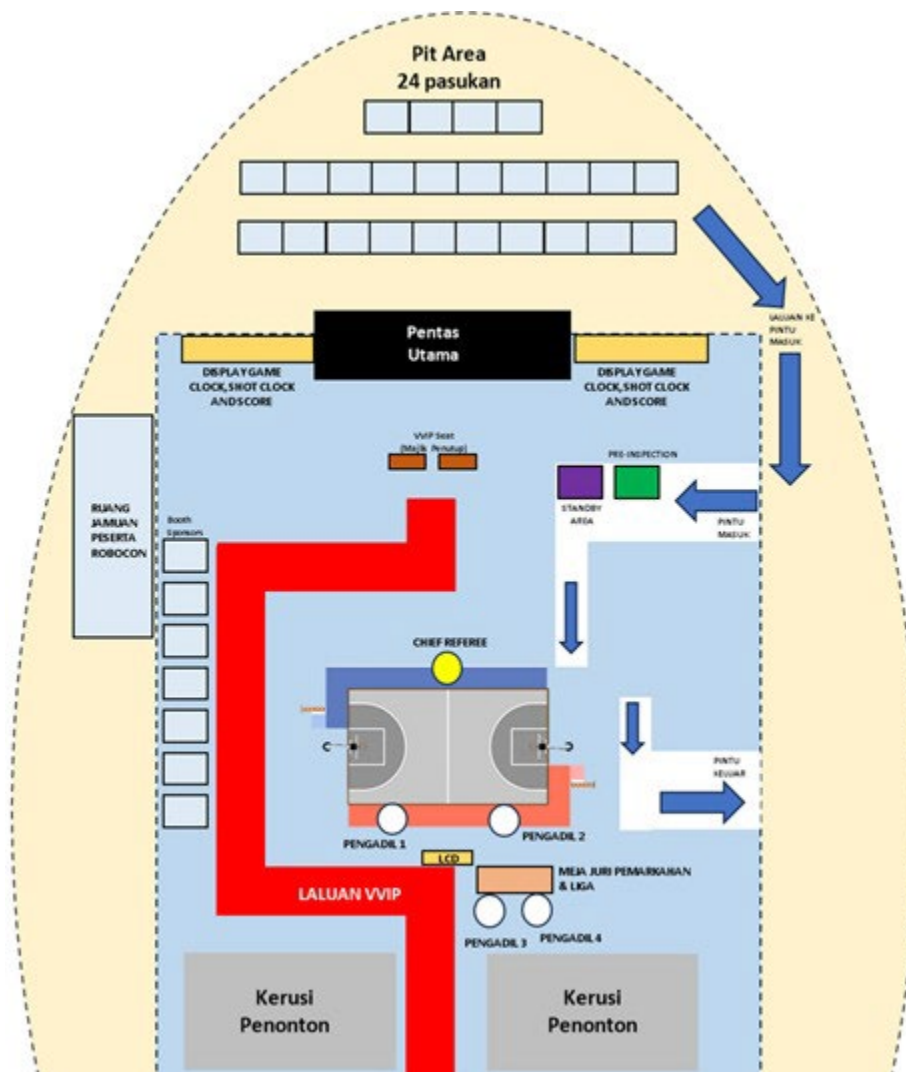 Pit Area
24 pasukan
LALUAN KE
PINTU
MASUK
Pentas
Utama
DISPLAY GAME
CLOCK, SHOT CLOCK
AND SCORE
DISPLAY GAME
CLOCK, SHOT CLOCK
AND SCORE
VVIP Seat
(Majlis Penutup)
PRE-INSPECTION
STANDBY
AREA
PINTU
MASUK
RUANG
JAMUAN
PESERTA
ROBOCON
Booth
Sponsors
CHIEF REFEREE
PINTU
KELUAR
PENGADIL 1
PENGADIL 2
LCD
MEJA JURI PEMARKAHAN
& LIGA
LALUAN VVIP
PENGADIL 3
PENGADIL 4
Kerusi
Penonton
Kerusi
Penonton